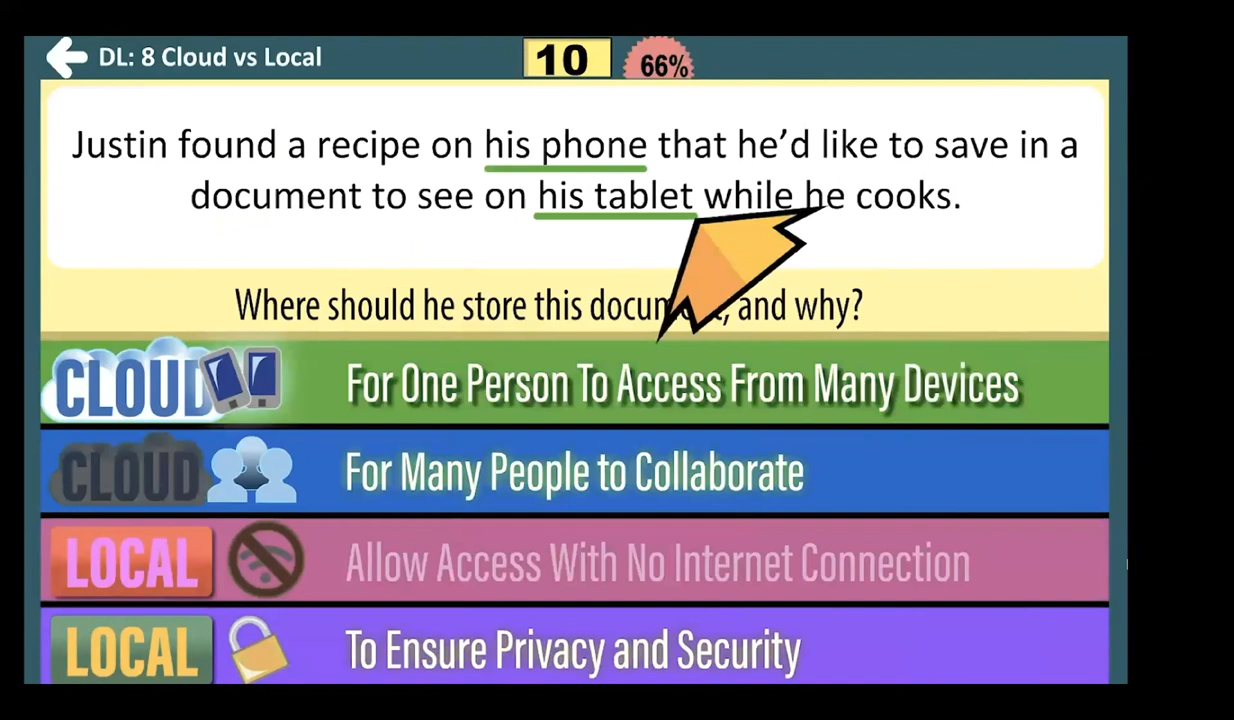 DL: 8 Cloud vs Local
10
66%
Justin found a recipe on his phone that he’d like to save in a
document to see on his tablet while he cooks.
Where should he store this document, and why?
CLOUD For One Person To Access From Many Devices
CLOUD For Many People to Collaborate
LOCAL Allow Access With No Internet Connection
LOCAL To Ensure Privacy and Security